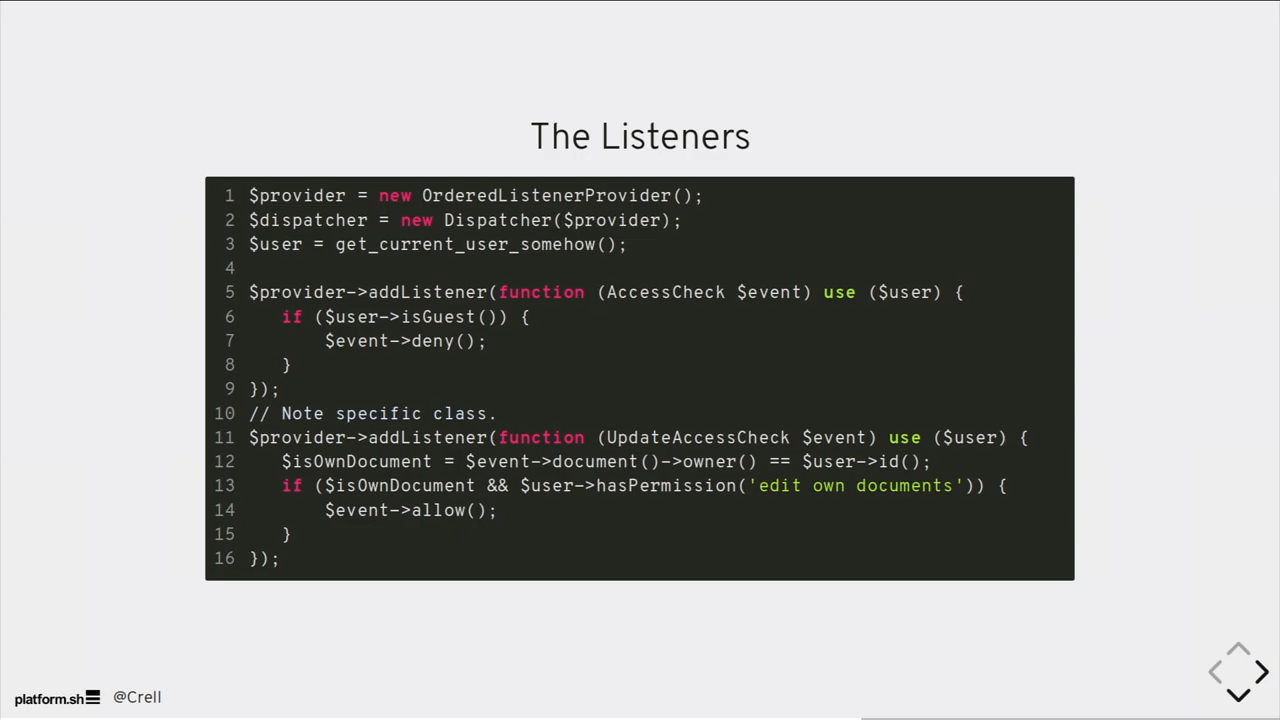 The Listeners
1 $provider = new OrderedListenerProvider();
2 $dispatcher = new Dispatcher($provider);
3 $user = get_current_user_somehow();
4
5 $provider->addListener(function (AccessCheck $event) use ($user) {
6    if ($user->isGuest()) {
7        $event->deny();
8    }
9 });
10 // Note specific class.
11 $provider->addListener(function (UpdateAccessCheck $event) use ($user) {
12    $isOwnDocument = $event->document()->owner() == $user->id();
13    if ($isOwnDocument && $user->hasPermission('edit own documents')) {
14        $event->allow();
15    }
16 });
platform.sh @Crell